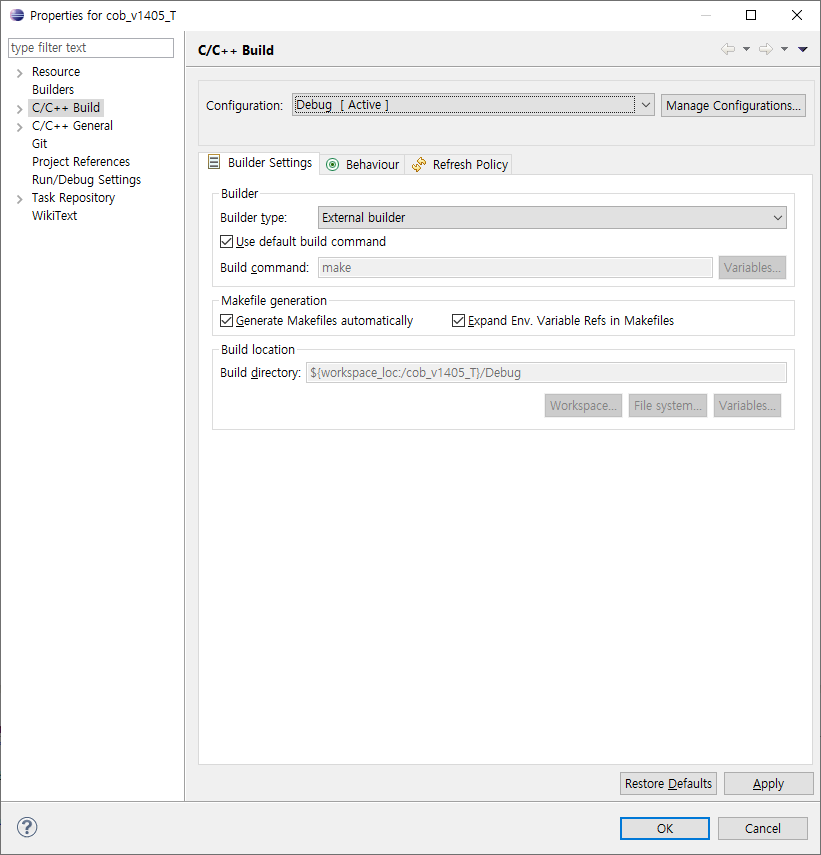 Properties for cob_v1405_T
type filter text
Resource
Builders
C/C++ Build
C/C++ General
Git
Project References
Run/Debug Settings
Task Repository
WikiText
C/C++ Build
Configuration: Debug [ Active ] Manage Configurations...
Builder Settings Behaviour Refresh Policy
Builder
Builder type: External builder
Use default build command
Build command: make Variables...
Makefile generation
Generate Makefiles automatically Expand Env. Variable Refs in Makefiles
Build location
Build directory: ${workspace_loc:/cob_v1405_T}/Debug
Workspace... File system... Variables...
Restore Defaults Apply
OK Cancel